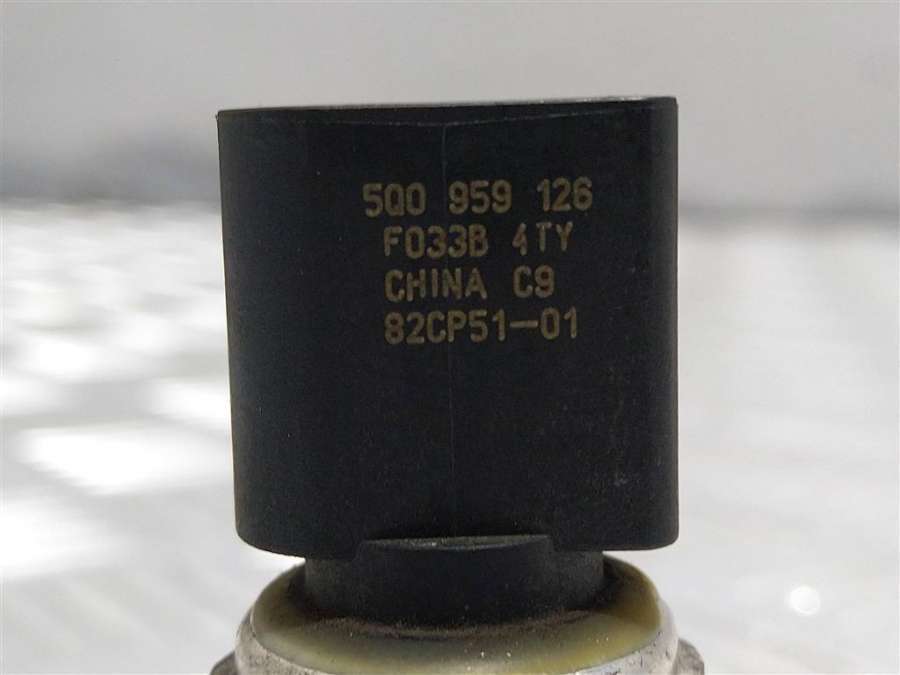 5Q0 959 126
F033B 4TY
CHINA C9
82CP51-01